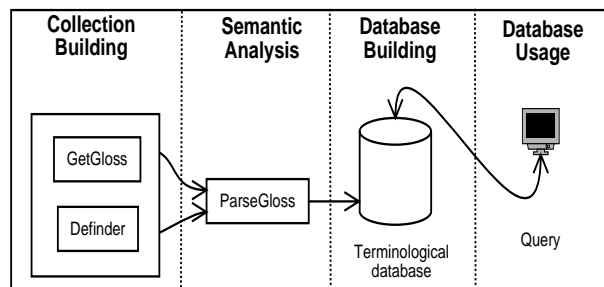 Collection
Building
Semantic
Analysis
Database
Building
Database
Usage
GetGloss
Definder
ParseGloss
Terminological
database
Query